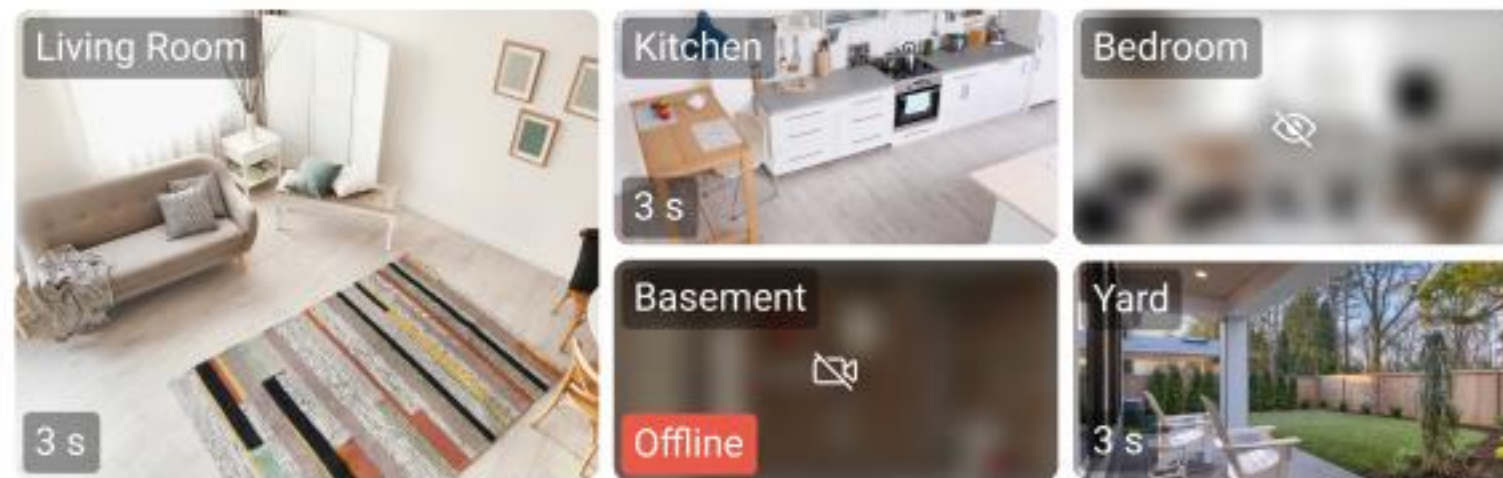 Living Room
3 s
Kitchen
3 s
Bedroom
Basement
Offline
Yard
3 s